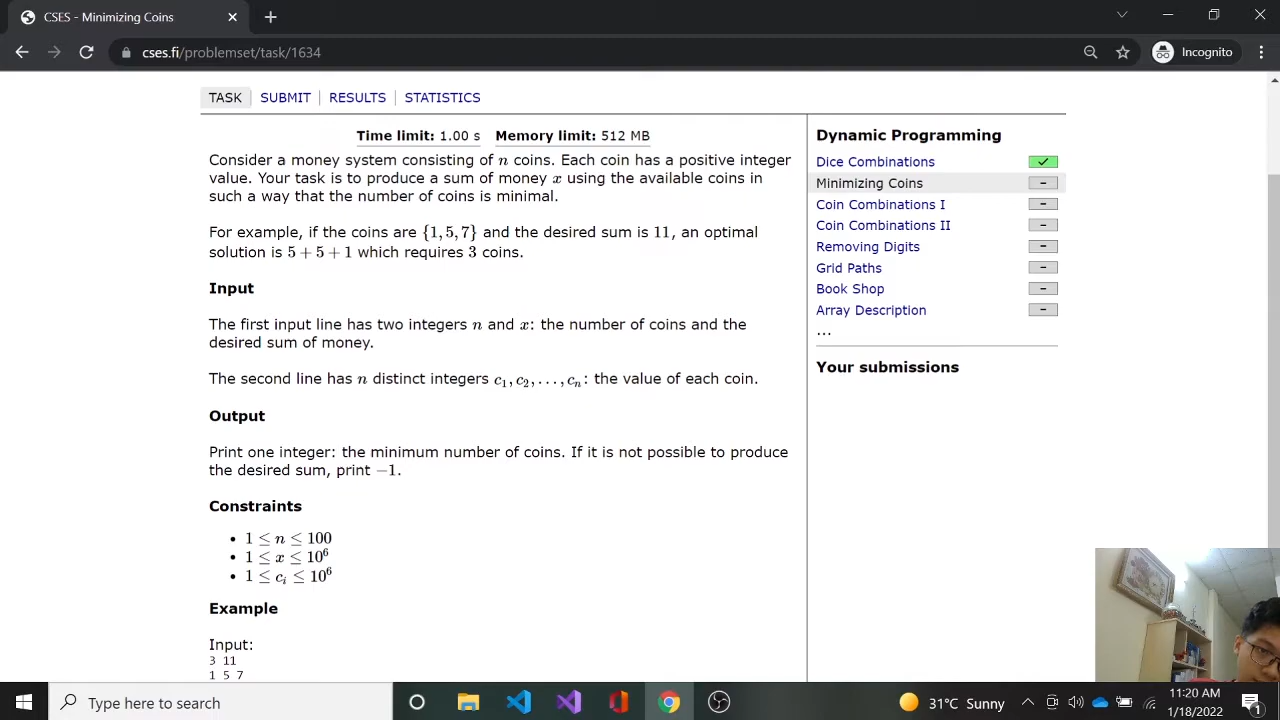 CSES - Minimizing Coins
cses.fi/problemset/task/1634
Incognito
TASK | SUBMIT | RESULTS | STATISTICS
Time limit: 1.00 s Memory limit: 512 MB
Consider a money system consisting of n coins. Each coin has a positive integer
value. Your task is to produce a sum of money x using the available coins in
such a way that the number of coins is minimal.
For example, if the coins are {1, 5, 7} and the desired sum is 11, an optimal
solution is 5 + 5 + 1 which requires 3 coins.
Input
The first input line has two integers n and x: the number of coins and the
desired sum of money.
The second line has n distinct integers c₁, c₂, …, cₙ: the value of each coin.
Output
Print one integer: the minimum number of coins. If it is not possible to produce
the desired sum, print −1.
Constraints
• 1 ≤ n ≤ 100
• 1 ≤ x ≤ 10⁶
• 1 ≤ cᵢ ≤ 10⁶
Example
Input:
3 11
1 5 7
Dynamic Programming
Dice Combinations
Minimizing Coins –
Coin Combinations I –
Coin Combinations II –
Removing Digits –
Grid Paths –
Book Shop –
Array Description –
...
Your submissions
Type here to search
31°C Sunny
11:20 AM
1/18/2022
1